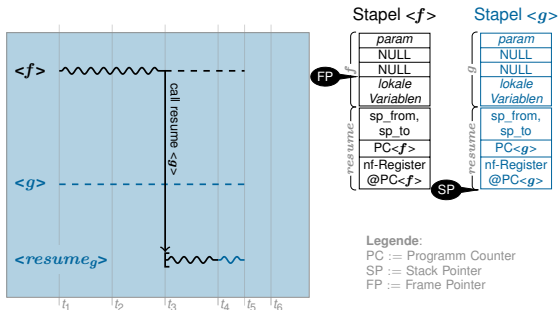 Stapel <f>
Stapel <g>
<f>
call resume <g>
<g>
<resume_g>
t1 t2 t3 t4 t5 t6
FP
f
param
NULL
NULL
lokale
Variablen
resume
sp_from,
sp_to
PC<f>
nf-Register
@PC<f>
SP
g
param
NULL
NULL
lokale
Variablen
resume
sp_from,
sp_to
PC<g>
nf-Register
@PC<g>
Legende:
PC := Programm Counter
SP := Stack Pointer
FP := Frame Pointer